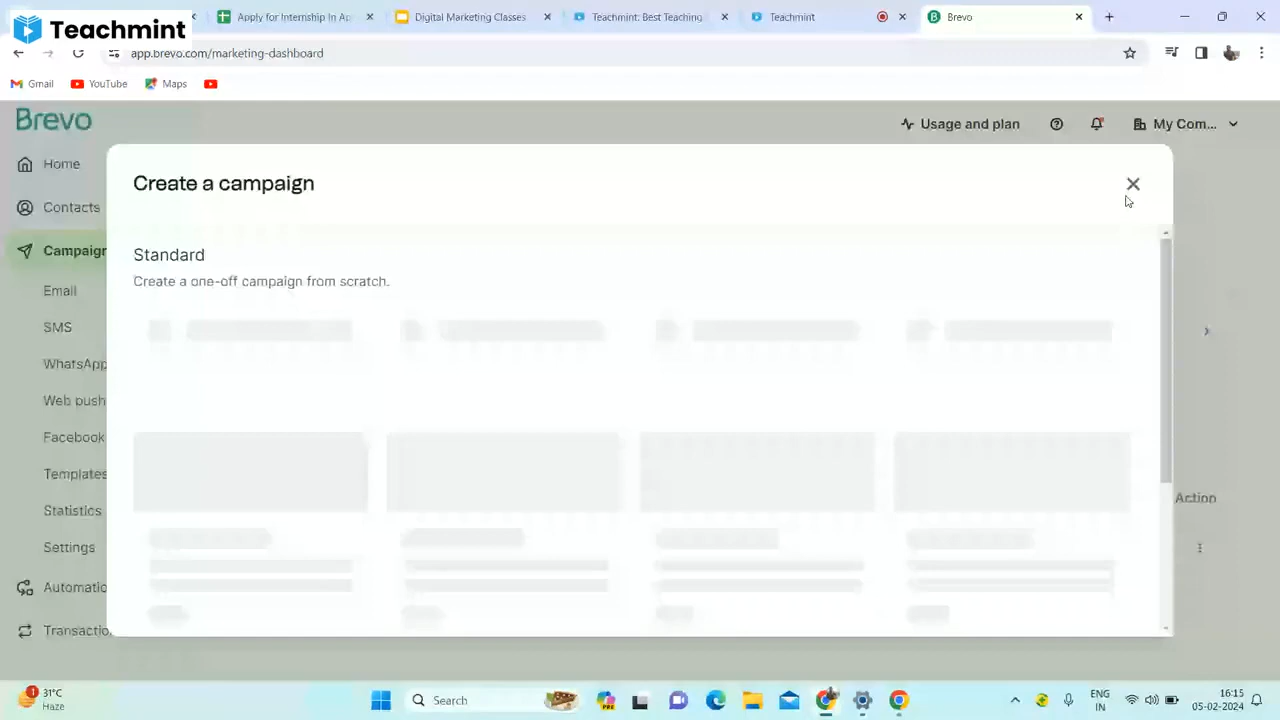 Teachmint
Apply for Internship In Ap
Digital Marketing Classes
Teachmint: Best Teaching
Teachmint
Brevo
app.brevo.com/marketing-dashboard
Gmail
YouTube
Maps
Brevo
Usage and plan
My Com...
Home
Contacts
Campaign
Email
SMS
WhatsApp
Web push
Facebook
Templates
Statistics
Settings
Automatio
Transactio
Create a campaign
Standard
Create a one-off campaign from scratch.
Action
1
31°C
Haze
Search
PRE
ENG
IN
16:15
05-02-2024